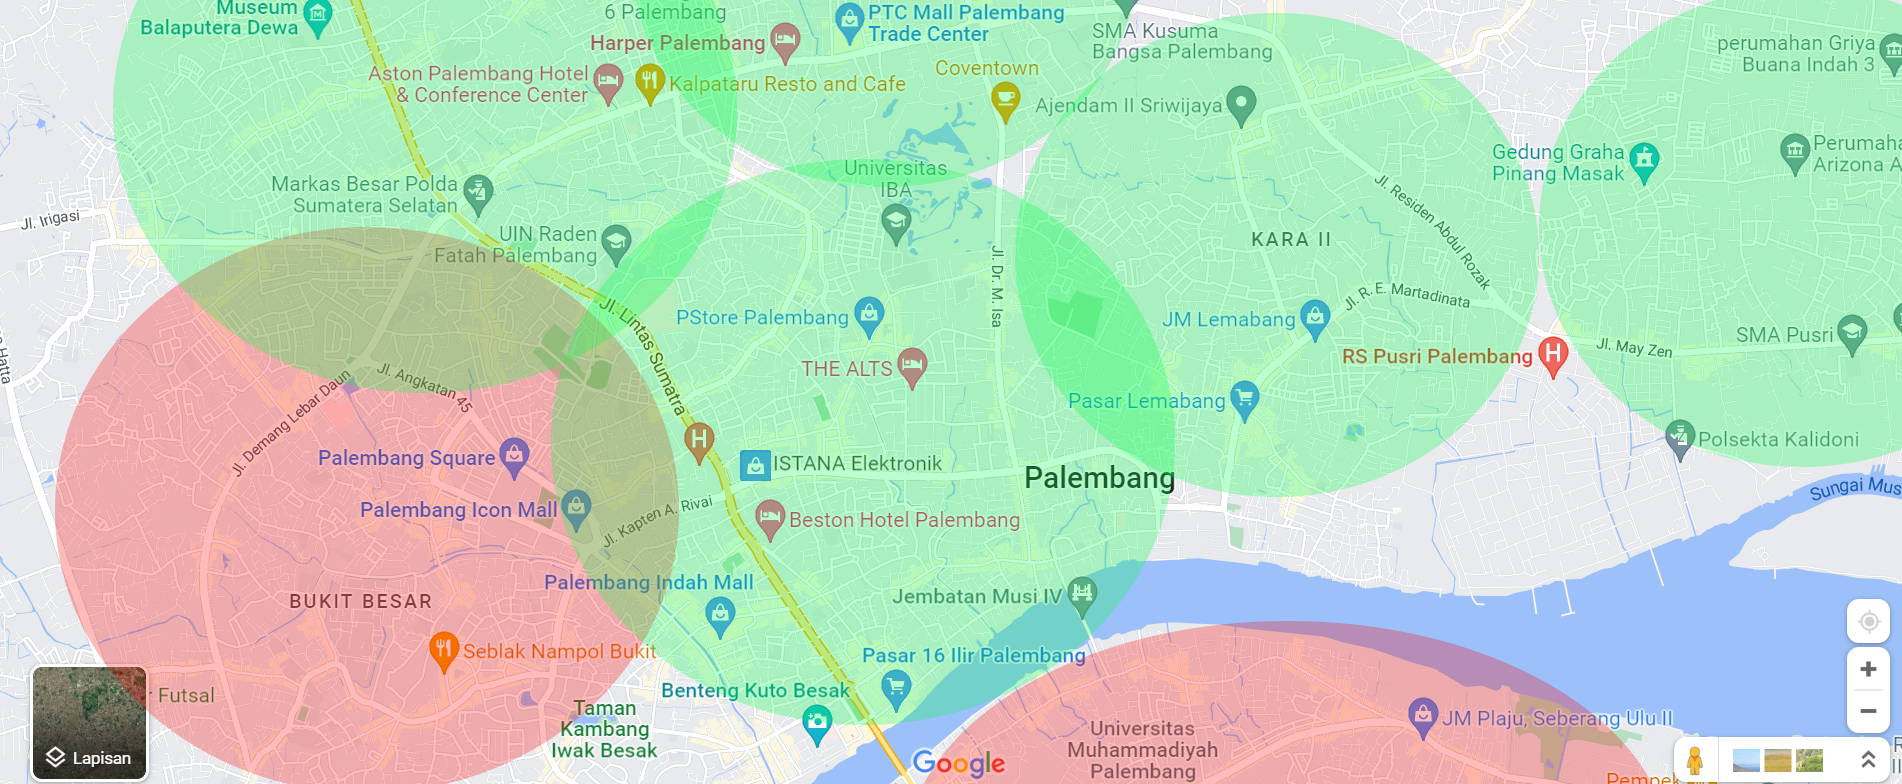 Museum
Balaputera Dewa
6 Palembang
Harper Palembang
PTC Mall Palembang
Trade Center
SMA Kusuma
Bangsa Palembang
perumahan Griya
Buana Indah 3
Aston Palembang Hotel
& Conference Center
Kalpataru Resto and Cafe
Coventown
Ajendam II Sriwijaya
Gedung Graha
Pinang Masak
Arizona A
Markas Besar Polda
Sumatera Selatan
Universitas
IBA
Jl. Residen Abdul Rozak
Jl. Irigasi
UIN Raden
Fatah Palembang
KARA II
Jl. Dr. M. Isa
Jl. Lintas Sumatra
PStore Palembang
JM Lemabang
Jl. R. E. Martadinata
SMA Pusri
Hatta
THE ALTS
RS Pusri Palembang
Jl. May Zen
Jl. Angkatan 45
Jl. Demang Lebar Daun
Pasar Lemabang
Polsekta Kalidoni
Palembang Square
ISTANA Elektronik
Palembang
Sungai Mus
Palembang Icon Mall
Jl. Kapten A. Rivai
Beston Hotel Palembang
Palembang Indah Mall
Jembatan Musi IV
BUKIT BESAR
Seblak Nampol Bukit
Pasar 16 Ilir Palembang
r Futsal
Benteng Kuto Besak
Taman
Kambang
Iwak Besak
JM Plaju, Seberang Ulu II
Universitas
Muhammadiyah
Palembang
Lapisan
Google